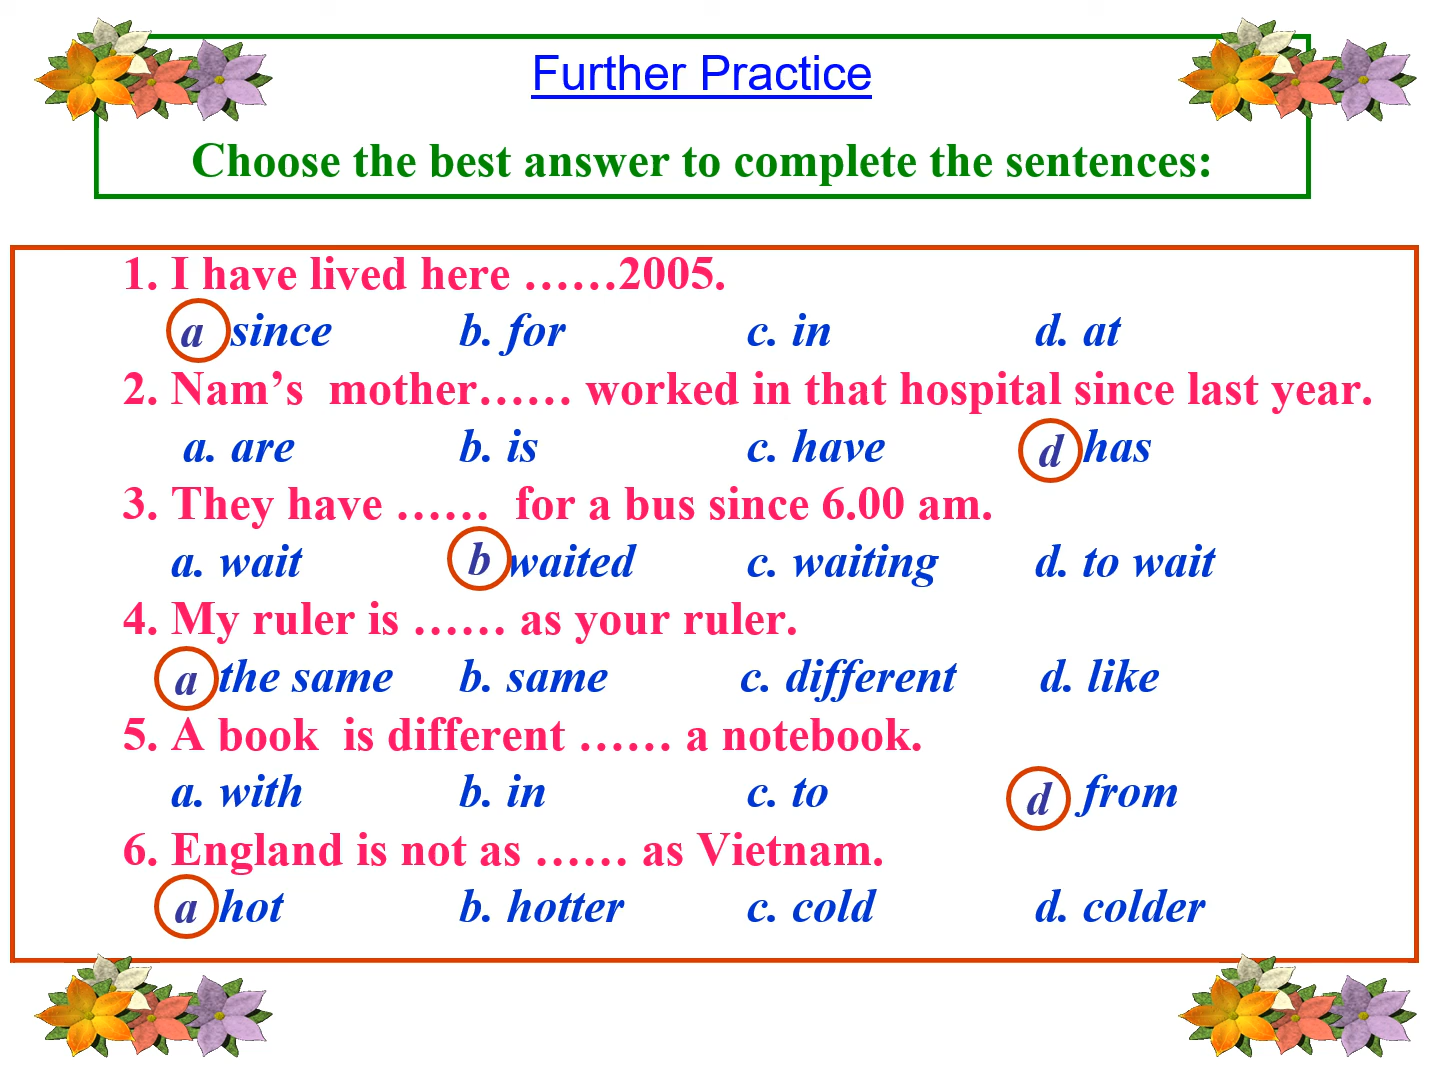 Further Practice
Choose the best answer to complete the sentences:
1. I have lived here ……2005.
a since b. for c. in d. at
2. Nam’s mother…… worked in that hospital since last year.
a. are b. is c. have d has
3. They have …… for a bus since 6.00 am.
a. wait b waited c. waiting d. to wait
4. My ruler is …… as your ruler.
a the same b. same c. different d. like
5. A book is different …… a notebook.
a. with b. in c. to d from
6. England is not as …… as Vietnam.
a hot b. hotter c. cold d. colder